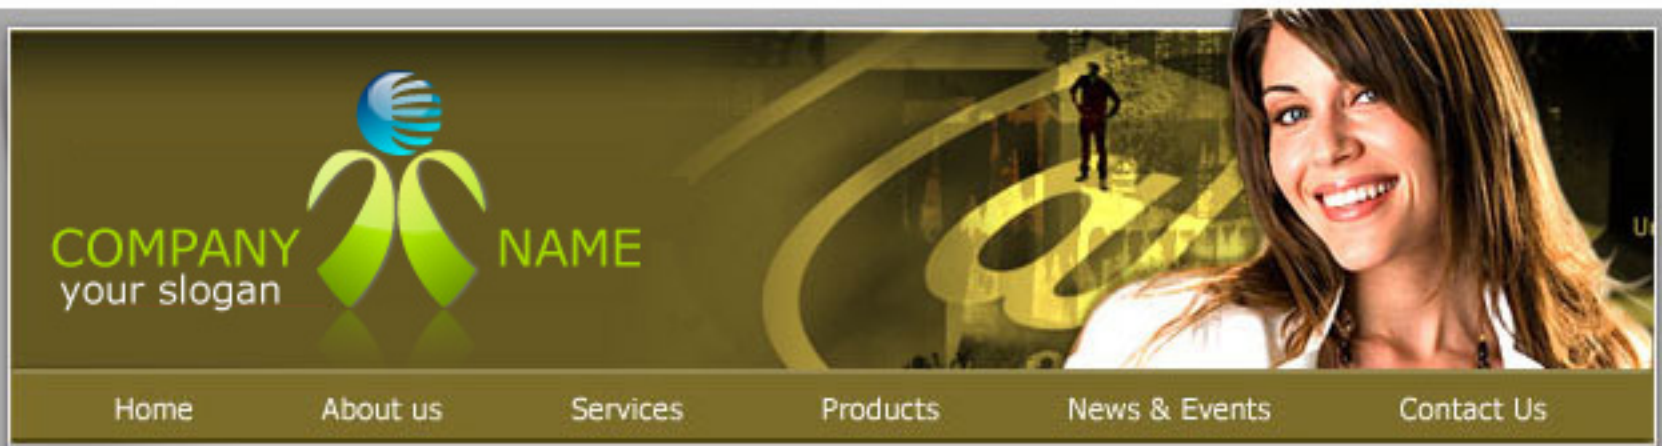 COMPANY NAME
your slogan
Home About us Services Products News & Events Contact Us